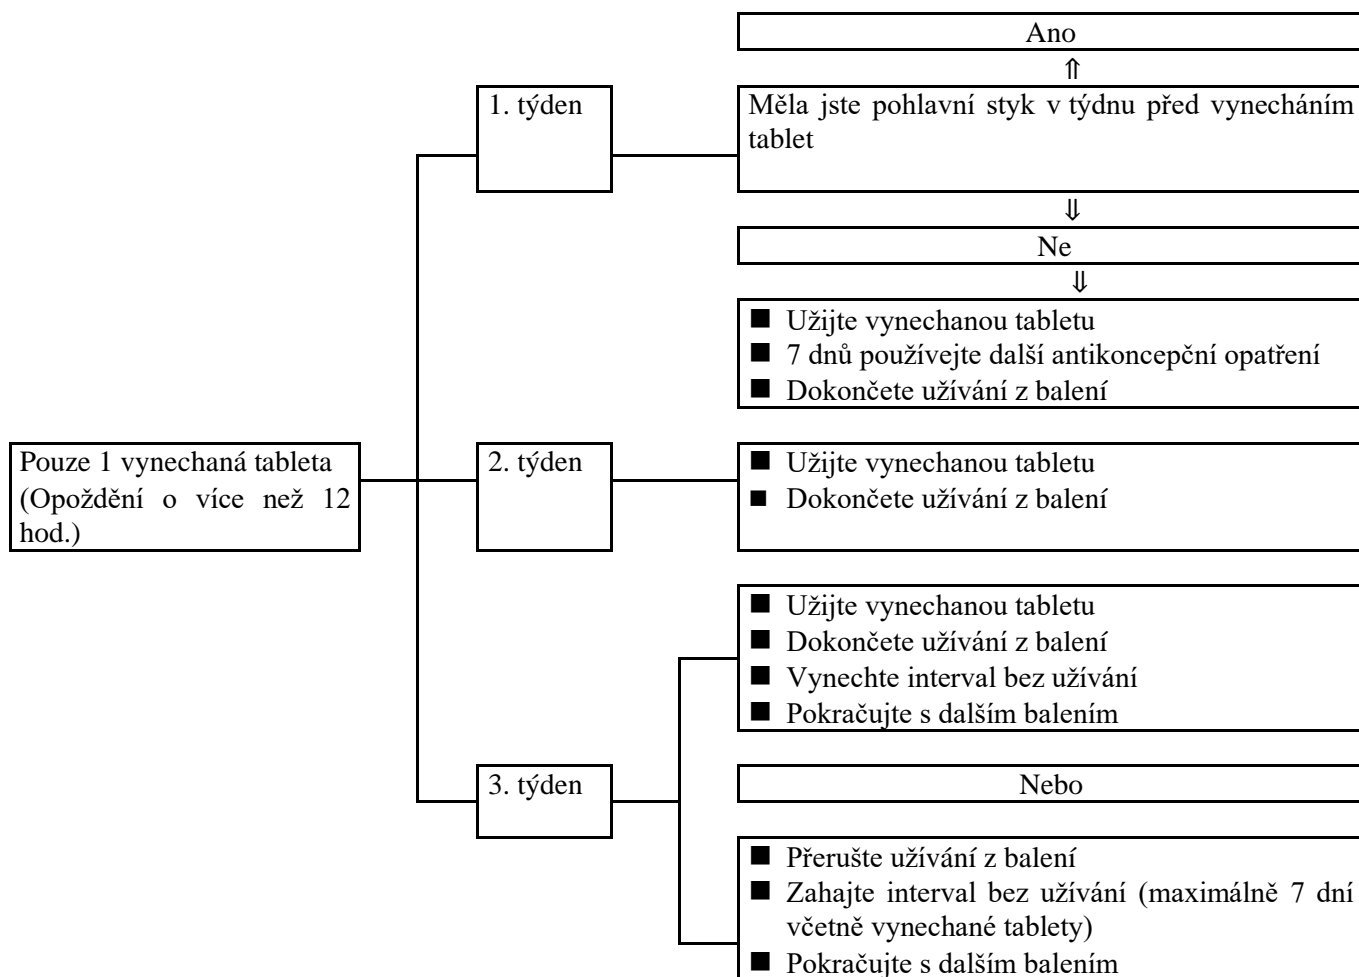 Ano
⇑
1. týden
Měla jste pohlavní styk v týdnu před vynecháním
tablet
⇓
Ne
⇓
■ Užijte vynechanou tabletu
■ 7 dnů používejte další antikoncepční opatření
■ Dokončete užívání z balení
Pouze 1 vynechaná tableta
(Opoždění o více než 12
hod.)
2. týden
■ Užijte vynechanou tabletu
■ Dokončete užívání z balení
■ Užijte vynechanou tabletu
■ Dokončete užívání z balení
■ Vynechte interval bez užívání
■ Pokračujte s dalším balením
3. týden
Nebo
■ Přerušte užívání z balení
■ Zahajte interval bez užívání (maximálně 7 dní
včetně vynechané tablety)
■ Pokračujte s dalším balením